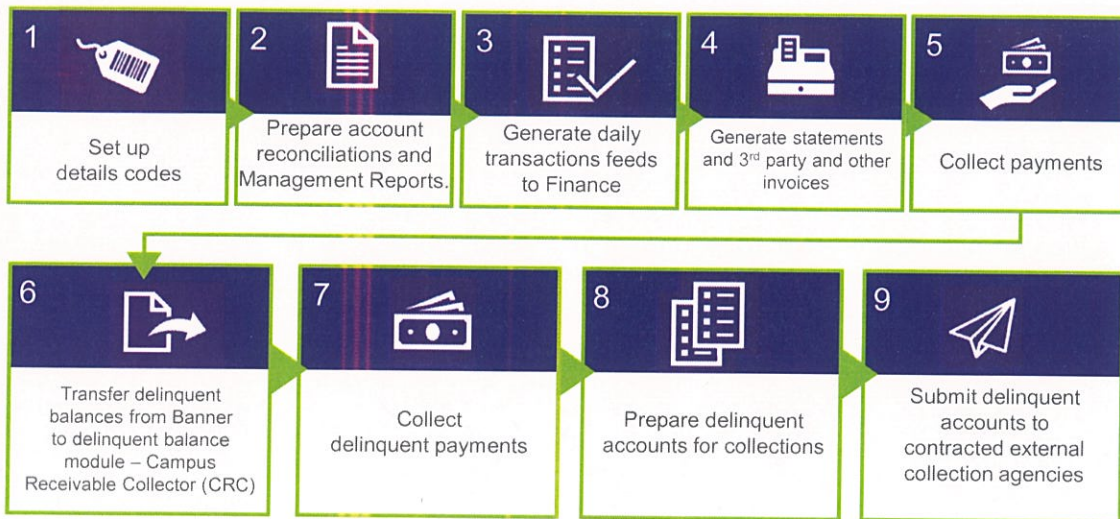 1
Set up
details codes
2
Prepare account
reconciliations and
Management Reports.
3
Generate daily
transactions feeds
to Finance
4
Generate statements
and 3rd party and other
invoices
5
Collect payments
6
Transfer delinquent
balances from Banner
to delinquent balance
module – Campus
Receivable Collector (CRC)
7
Collect
delinquent payments
8
Prepare delinquent
accounts for collections
9
Submit delinquent
accounts to
contracted external
collection agencies